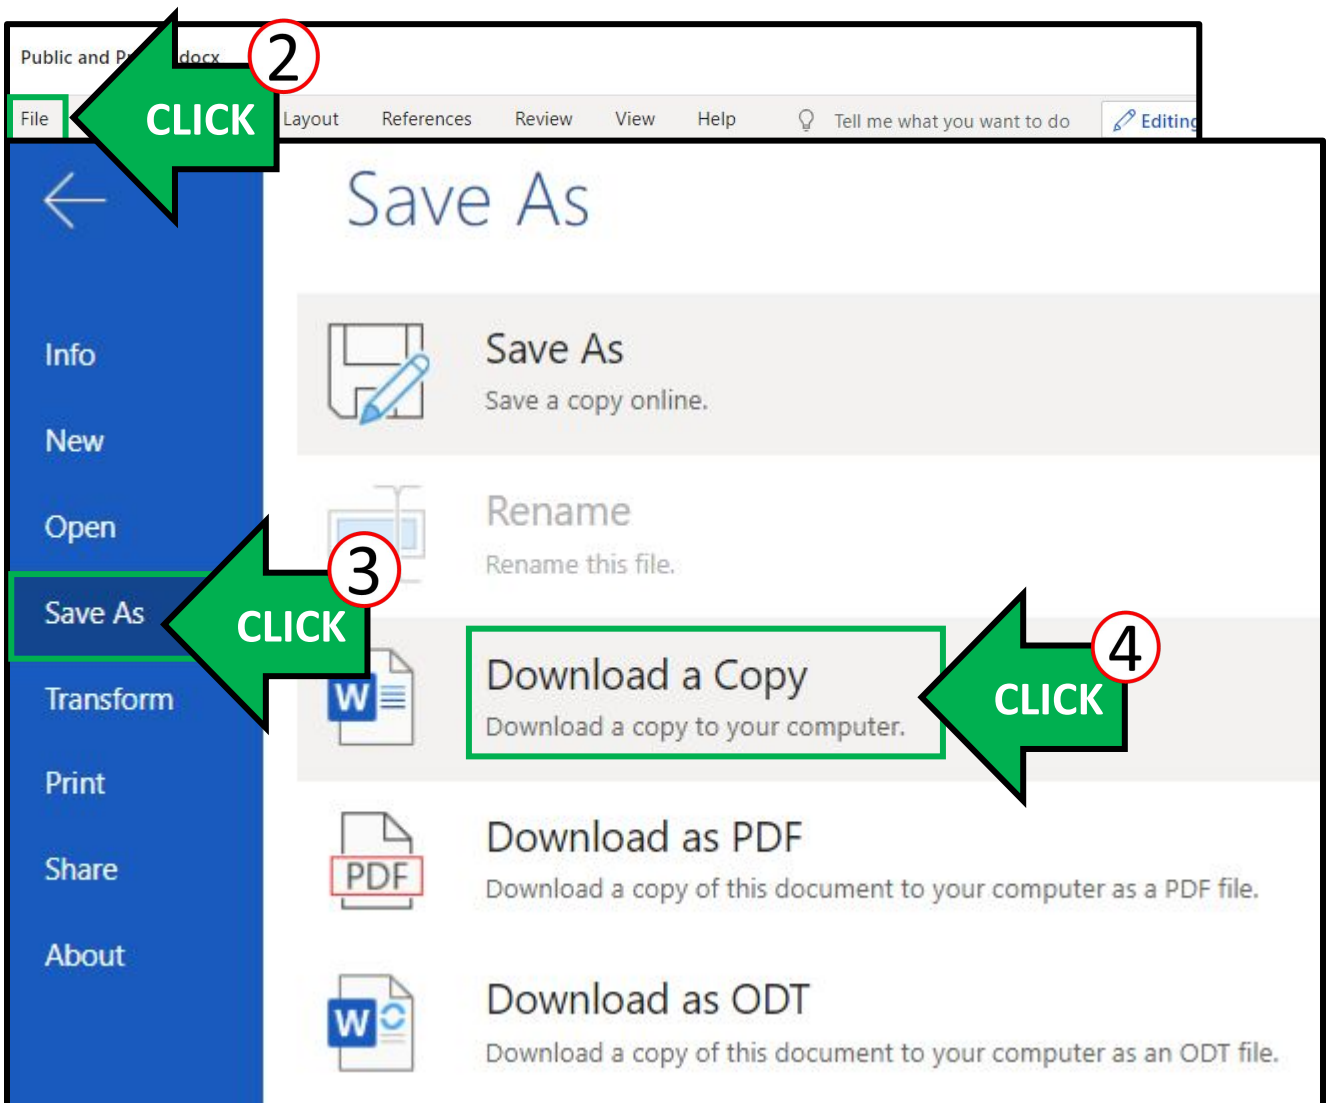 Public and P docx
2
File
CLICK
Layout References Review View Help Tell me what you want to do Editing
Save As
Info
New
Open
Save As
Transform
Print
Share
About
3
CLICK
Save As
Save a copy online.
Rename
Rename this file.
W
Download a Copy
Download a copy to your computer.
4
CLICK
PDF
Download as PDF
Download a copy of this document to your computer as a PDF file.
W
Download as ODT
Download a copy of this document to your computer as an ODT file.